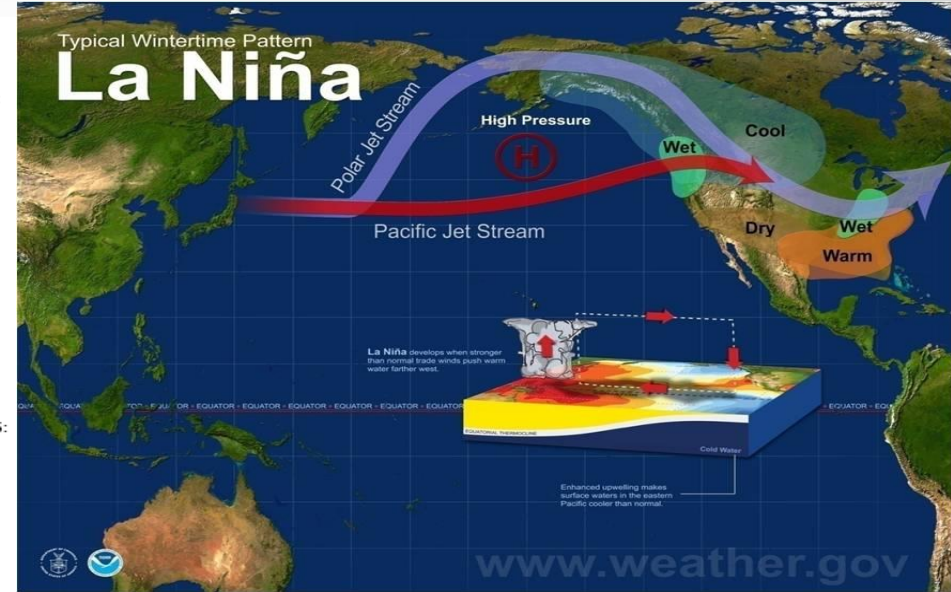 Typical Wintertime Pattern
La Niña
Polar Jet Stream
High Pressure
H
Pacific Jet Stream
Wet
Cool
Dry
Wet
Warm
La Niña develops when stronger
than normal trade winds push warm
water farther west.
EQUATOR - EQUATOR - EQUATOR - EQUATOR - EQUATOR - EQUATOR
EQUATOR
EQUATORIAL THERMOCLINE
Cold Water
Enhanced upwelling makes
surface waters in the eastern
Pacific cooler than normal.
www.weather.gov